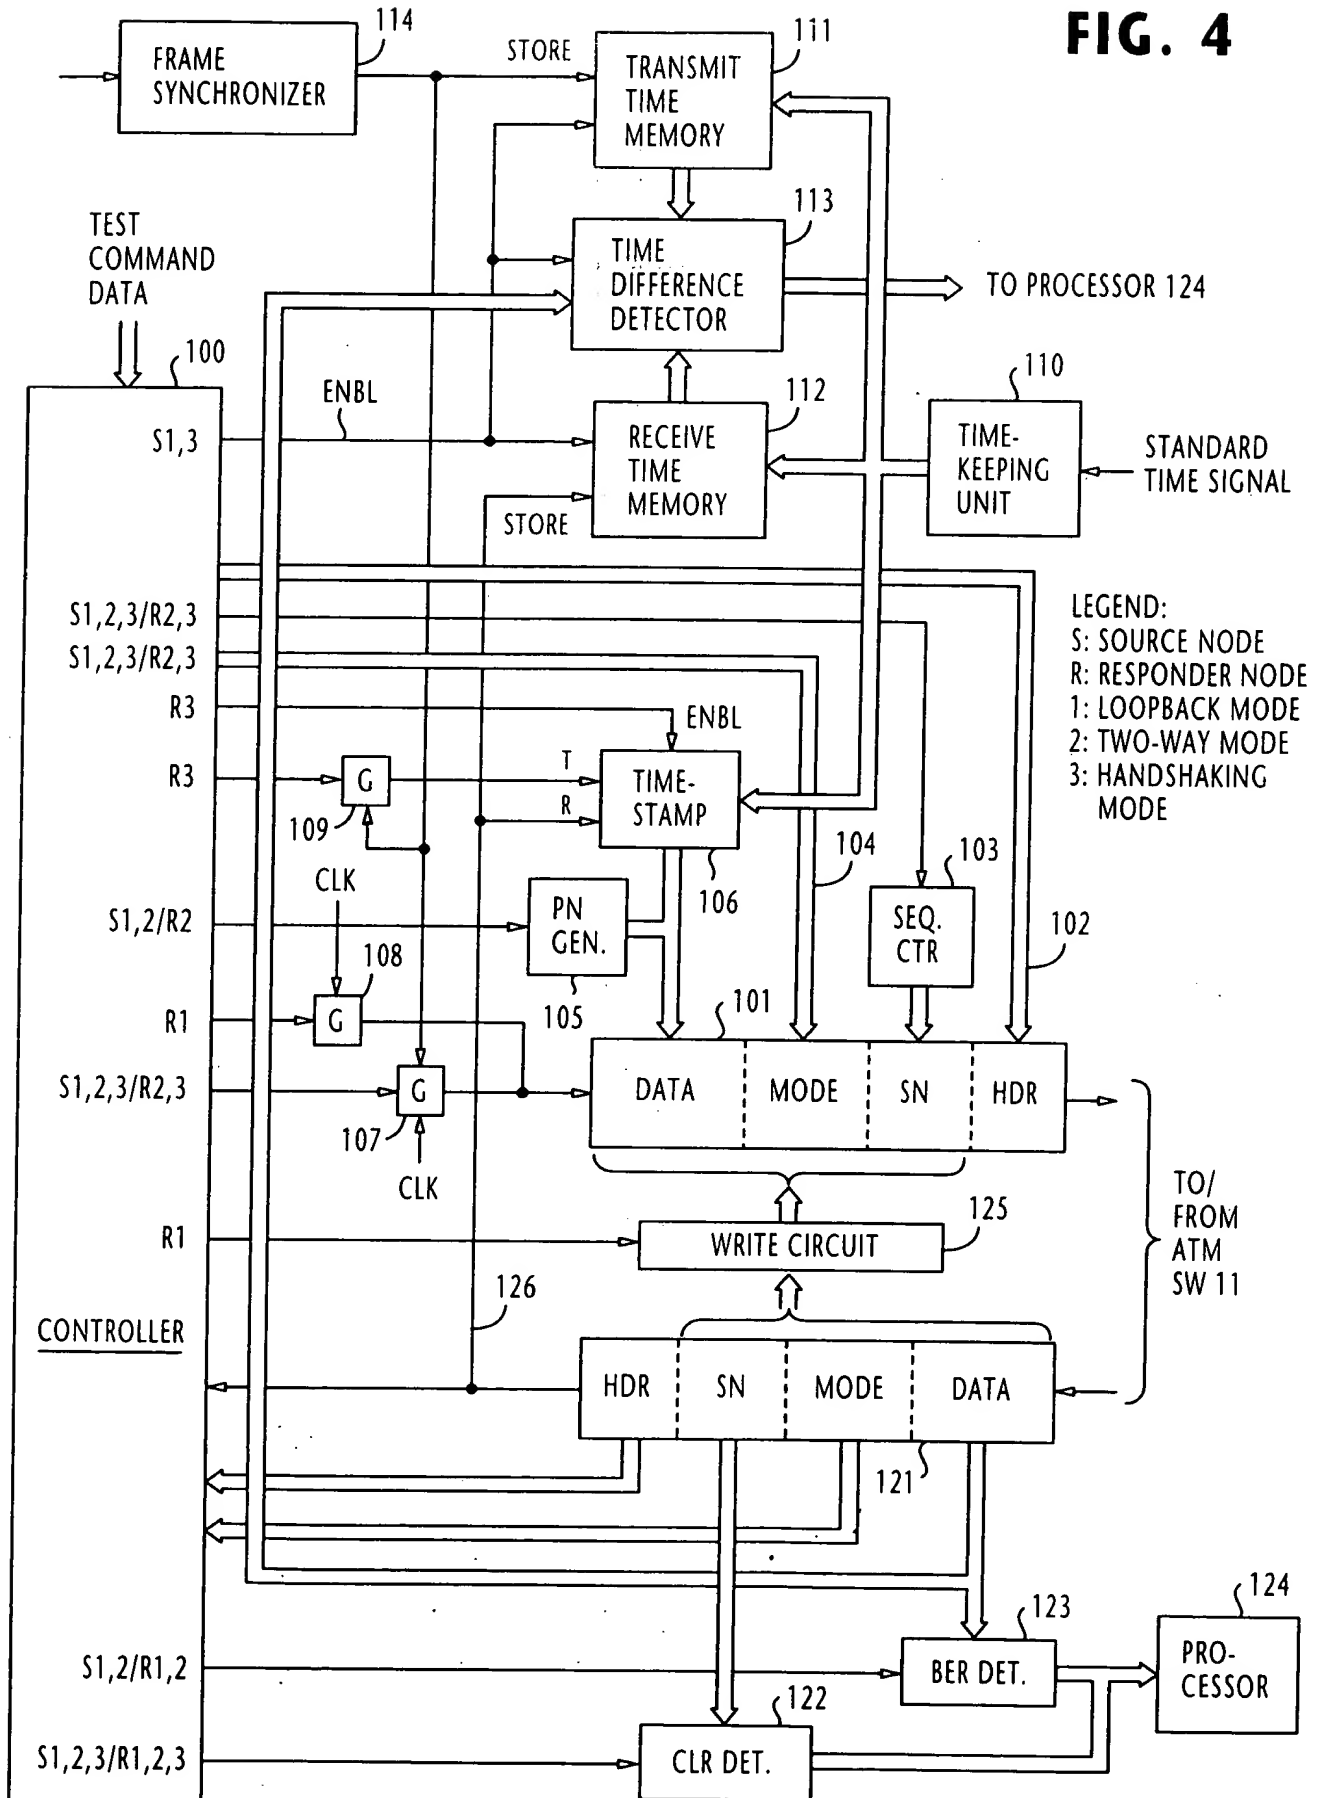 FIG. 4
114
FRAME
SYNCHRONIZER
STORE
111
TRANSMIT
TIME
MEMORY
113
TIME
DIFFERENCE
DETECTOR
TO PROCESSOR 124
TEST
COMMAND
DATA
100
S1,3
ENBL
112
RECEIVE
TIME
MEMORY
STORE
110
TIME-
KEEPING
UNIT
STANDARD
TIME SIGNAL
LEGEND:
S: SOURCE NODE
R: RESPONDER NODE
1: LOOPBACK MODE
2: TWO-WAY MODE
3: HANDSHAKING
MODE
S1,2,3/R2,3
S1,2,3/R2,3
R3
ENBL
R3
G
109
T
R
TIME-
STAMP
106
104
103
SEQ.
CTR
102
CLK
S1,2/R2
PN
GEN.
105
108
R1
G
101
S1,2,3/R2,3
G
107
CLK
DATA
MODE
SN
HDR
TO/
FROM
ATM
SW 11
R1
WRITE CIRCUIT
125
126
CONTROLLER
HDR
SN
MODE
DATA
121
S1,2/R1,2
123
BER DET.
124
PRO-
CESSOR
122
S1,2,3/R1,2,3
CLR DET.